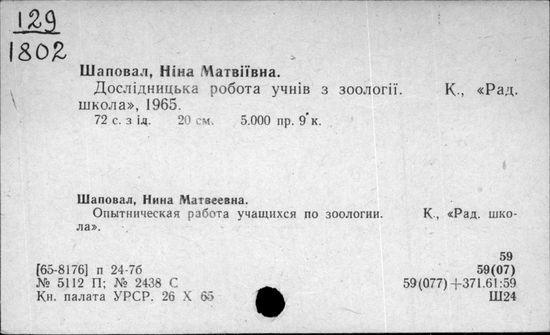 129
1802
Шаповал, Ніна Матвіївна.
Дослідницька робота учнів з зоології. К., «Рад.
школа», 1965.
72 с. з ід. 20 см. 5.000 пр. 9 к.
Шаповал, Нина Матвеевна.
Опытническая работа учащихся по зоологии. К., «Рад. шко-
ла».
59
[65-8176] п 24-7б 59(07)
№ 5112 П; № 2438 С 59(077)+371.61:59
Кн. палата УРСР. 26 X 65 Ш24